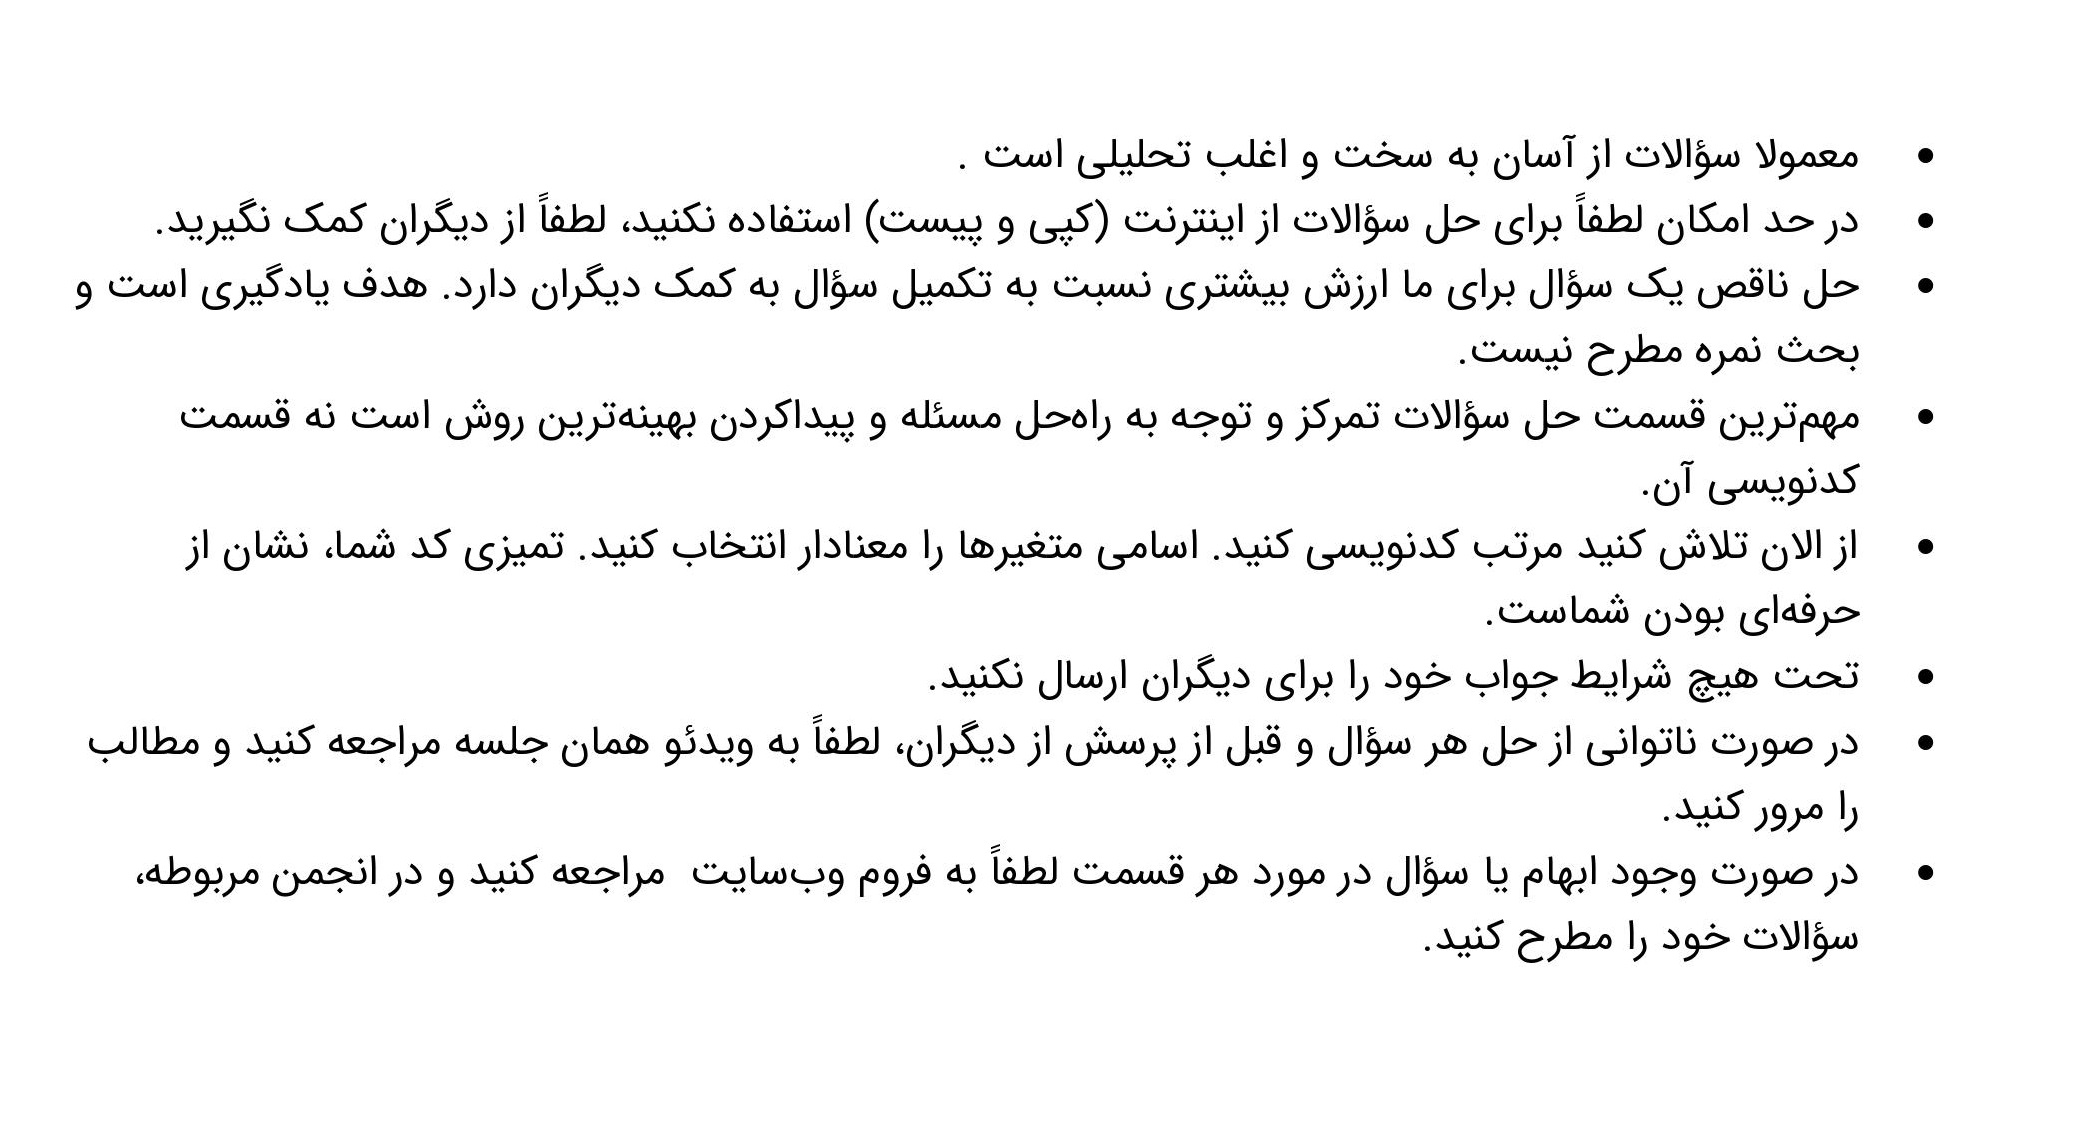 • معمولا سؤالات از آسان به سخت و اغلب تحلیلی است .
• در حد امکان لطفاً برای حل سؤالات از اینترنت (کپی و پیست) استفاده نکنید، لطفاً از دیگران کمک نگیرید.
• حل ناقص یک سؤال برای ما ارزش بیشتری نسبت به تکمیل سؤال به کمک دیگران دارد. هدف یادگیری است و
بحث نمره مطرح نیست.
• مهم‌ترین قسمت حل سؤالات تمرکز و توجه به راه‌حل مسئله و پیداکردن بهینه‌ترین روش است نه قسمت
کدنویسی آن.
• از الان تلاش کنید مرتب کدنویسی کنید. اسامی متغیرها را معنادار انتخاب کنید. تمیزی کد شما، نشان از
حرفه‌ای بودن شماست.
• تحت هیچ شرایط جواب خود را برای دیگران ارسال نکنید.
• در صورت ناتوانی از حل هر سؤال و قبل از پرسش از دیگران، لطفاً به ویدئو همان جلسه مراجعه کنید و مطالب
را مرور کنید.
• در صورت وجود ابهام یا سؤال در مورد هر قسمت لطفاً به فروم وب‌سایت  مراجعه کنید و در انجمن مربوطه،
سؤالات خود را مطرح کنید.